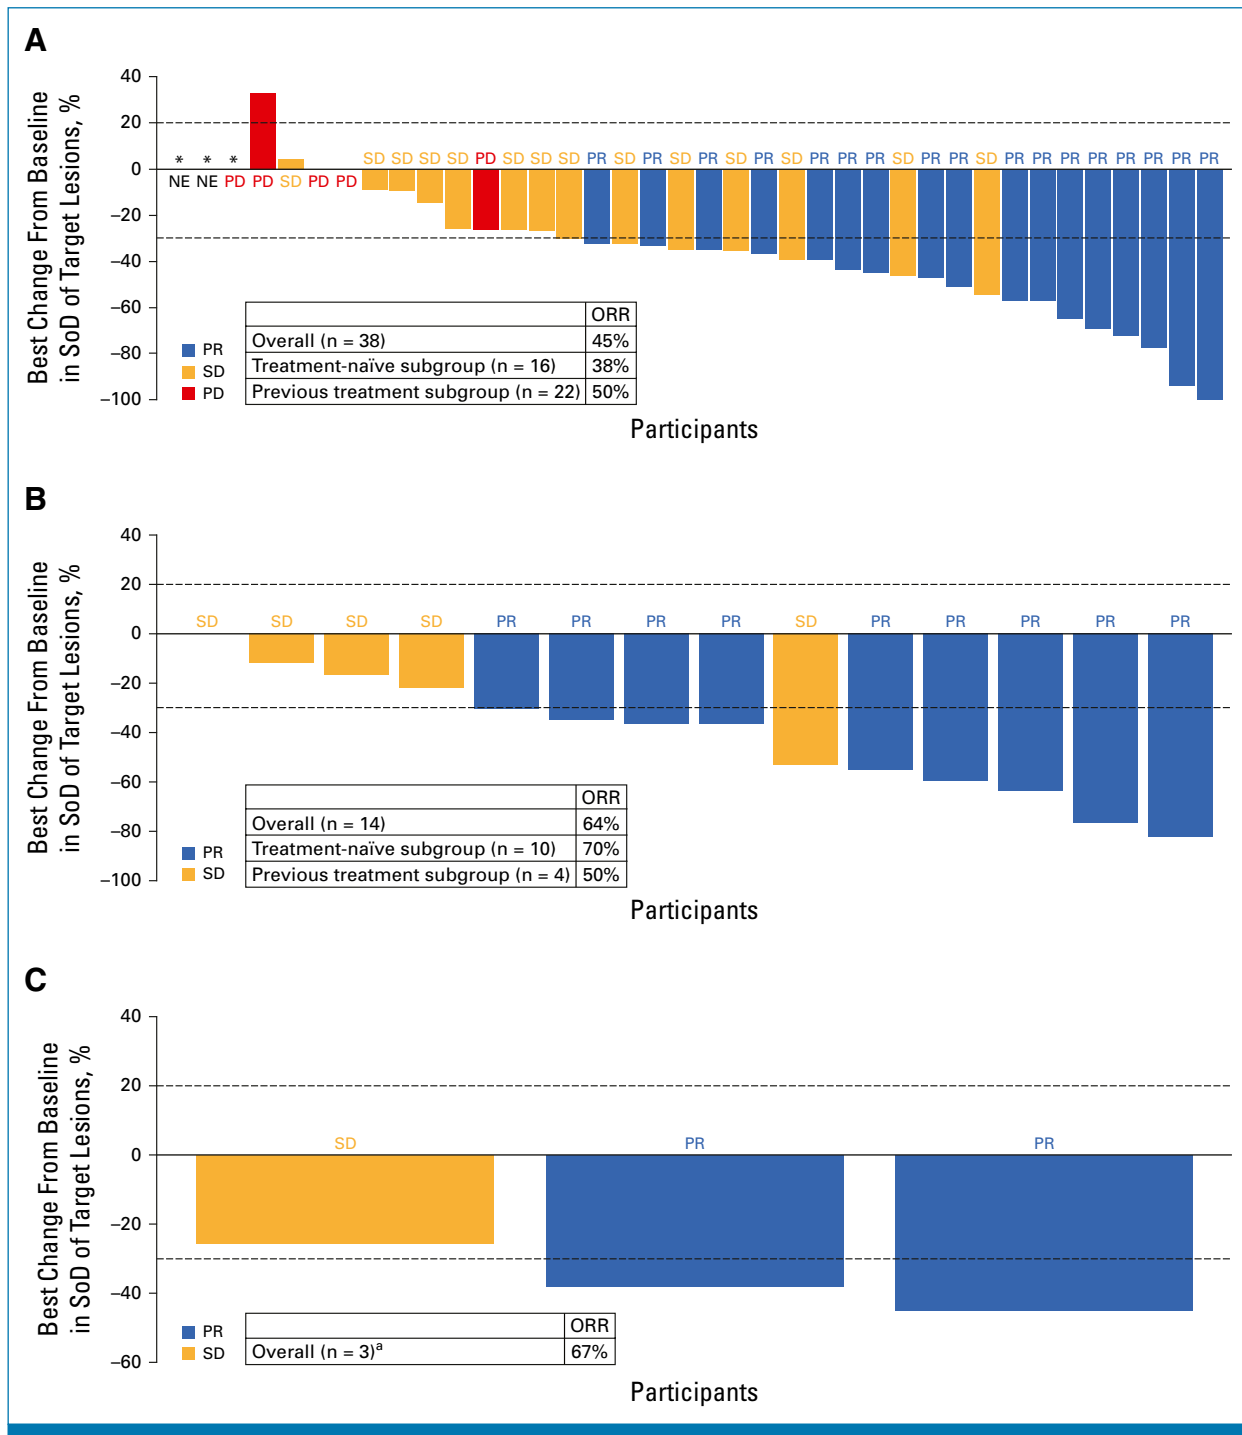 A
Best Change From Baseline
in SoD of Target Lesions, %
40
20
0
–20
–40
–60
–80
–100
* * *
NE NE PD PD SD PD PD
SD SD SD SD PD SD SD SD PR SD PR SD PR SD PR SD PR PR PR SD PR PR SD PR PR PR PR PR PR PR PR
PR
SD
PD
ORR
Overall (n = 38) 45%
Treatment-naïve subgroup (n = 16) 38%
Previous treatment subgroup (n = 22) 50%
Participants
B
Best Change From Baseline
in SoD of Target Lesions, %
40
20
0
–20
–40
–60
–80
–100
SD SD SD SD PR PR PR PR SD PR PR PR PR PR
PR
SD
ORR
Overall (n = 14) 64%
Treatment-naïve subgroup (n = 10) 70%
Previous treatment subgroup (n = 4) 50%
Participants
C
Best Change From Baseline
in SoD of Target Lesions, %
40
20
0
–20
–40
–60
SD PR PR
PR
SD
ORR
Overall (n = 3)ᵃ 67%
Participants